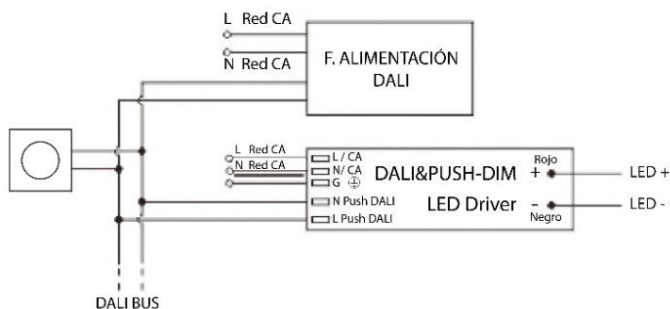 L Red CA
N Red CA
F. ALIMENTACIÓN
DALI
L Red CA
N Red CA
L / CA
N/ CA
G
N Push DALI
L Push DALI
DALI&PUSH-DIM
LED Driver
Rojo
+
-
Negro
LED +
LED -
DALI BUS